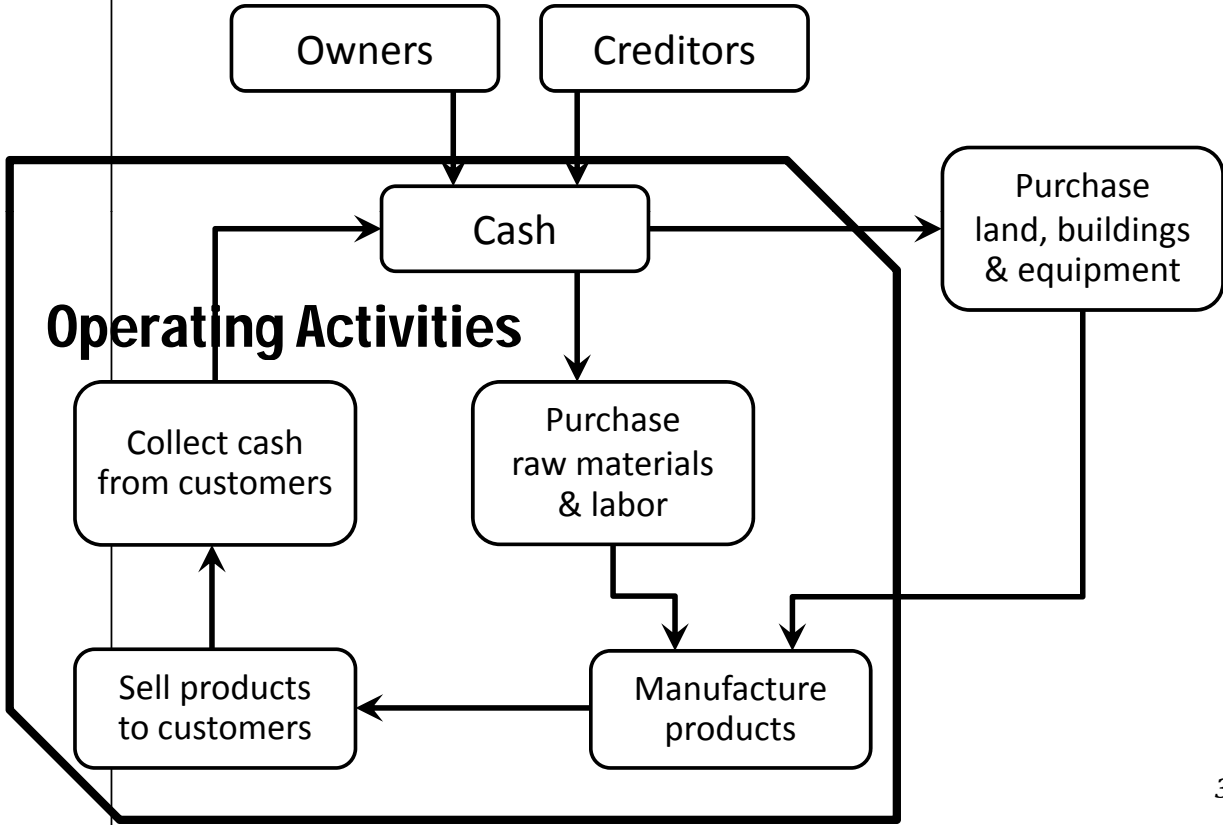 Owners
Creditors
Cash
Purchase
land, buildings
& equipment
Operating Activities
Collect cash
from customers
Purchase
raw materials
& labor
Sell products
to customers
Manufacture
products
3